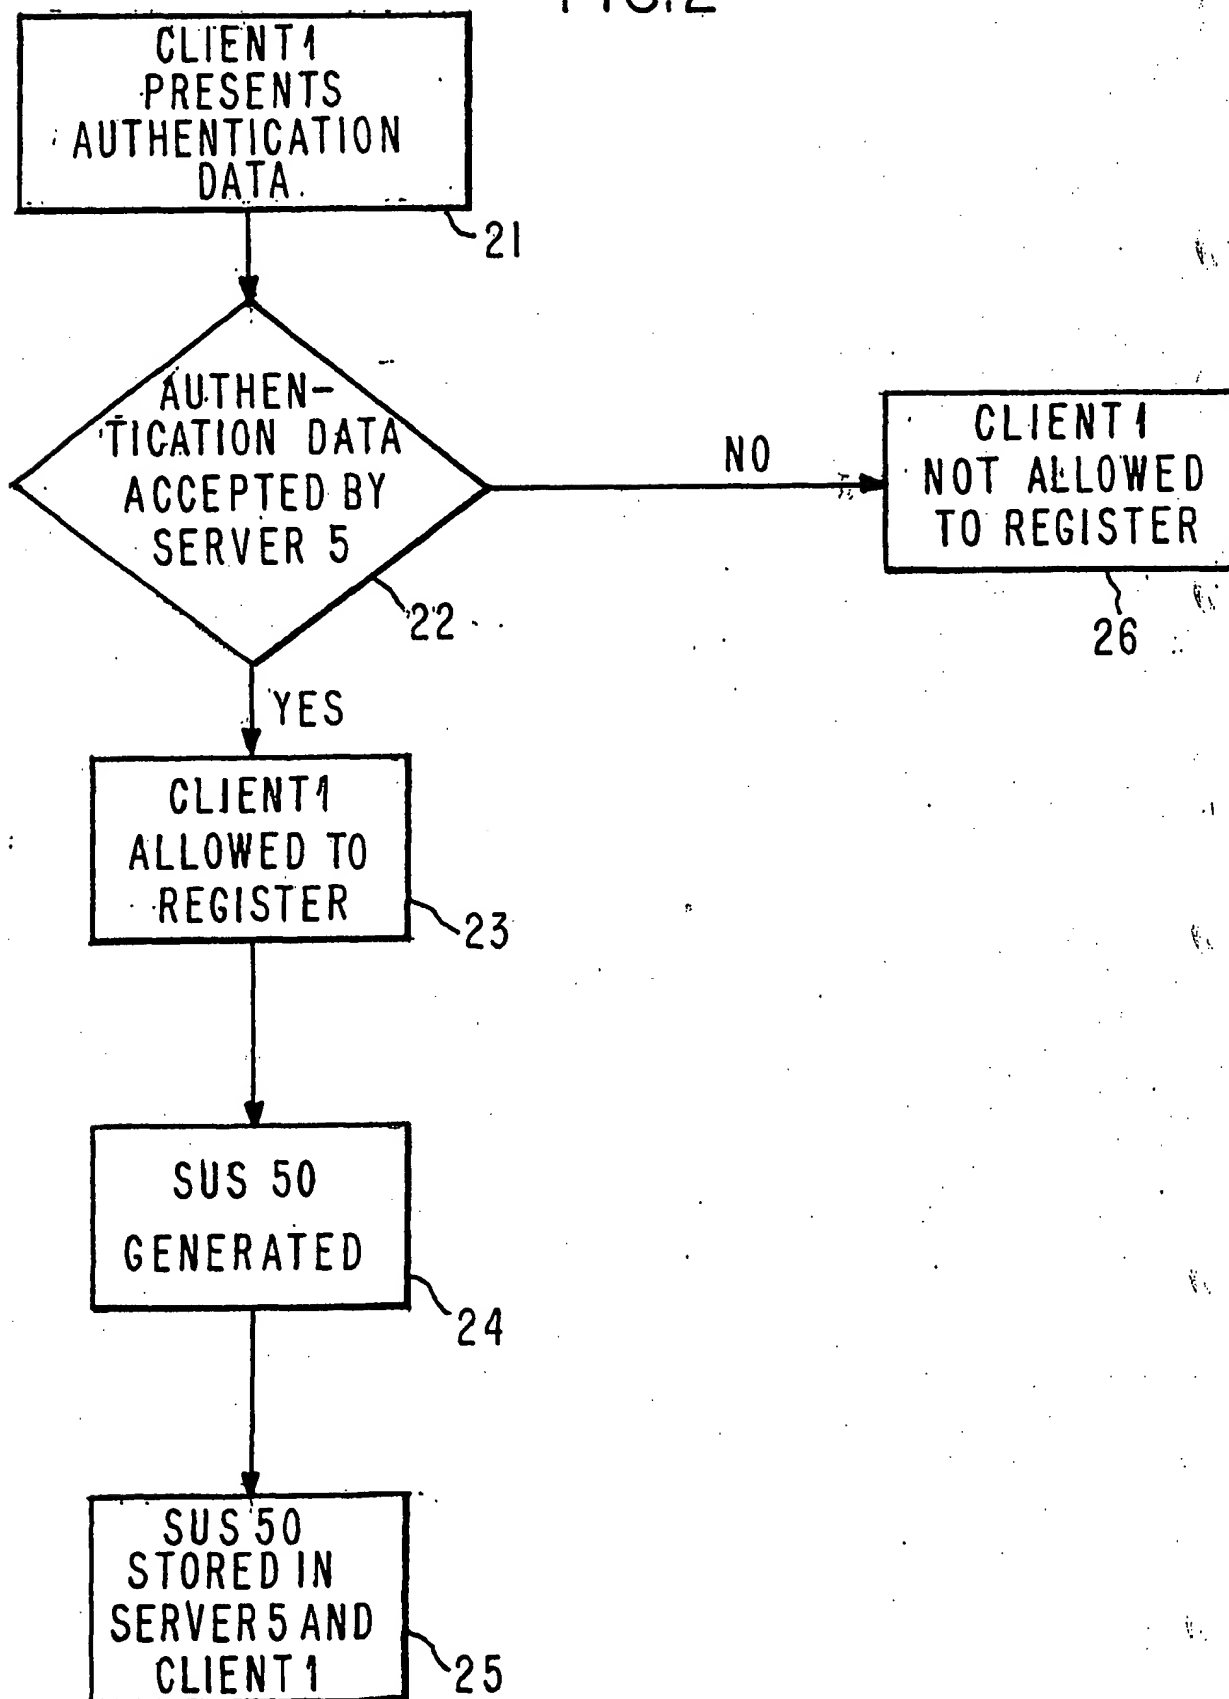 FIG.2
CLIENT 1
PRESENTS
AUTHENTICATION
DATA.
21
AUTHEN-
TICATION DATA
ACCEPTED BY
SERVER 5
22
NO
CLIENT 1
NOT ALLOWED
TO REGISTER
26
YES
CLIENT 1
ALLOWED TO
REGISTER
23
SUS 50
GENERATED
24
SUS 50
STORED IN
SERVER 5 AND
CLIENT 1
25